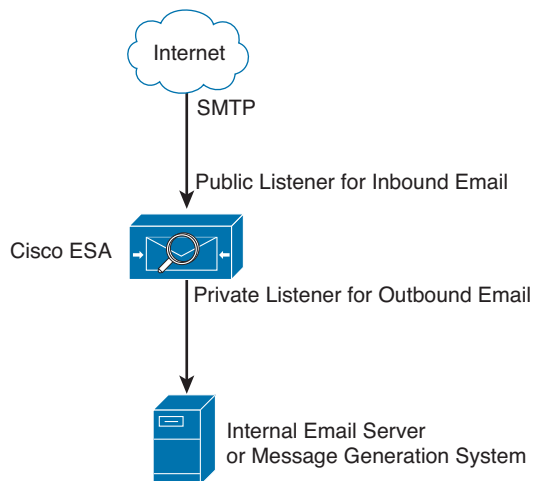 Internet
SMTP
Public Listener for Inbound Email
Cisco ESA
Private Listener for Outbound Email
Internal Email Server
or Message Generation System